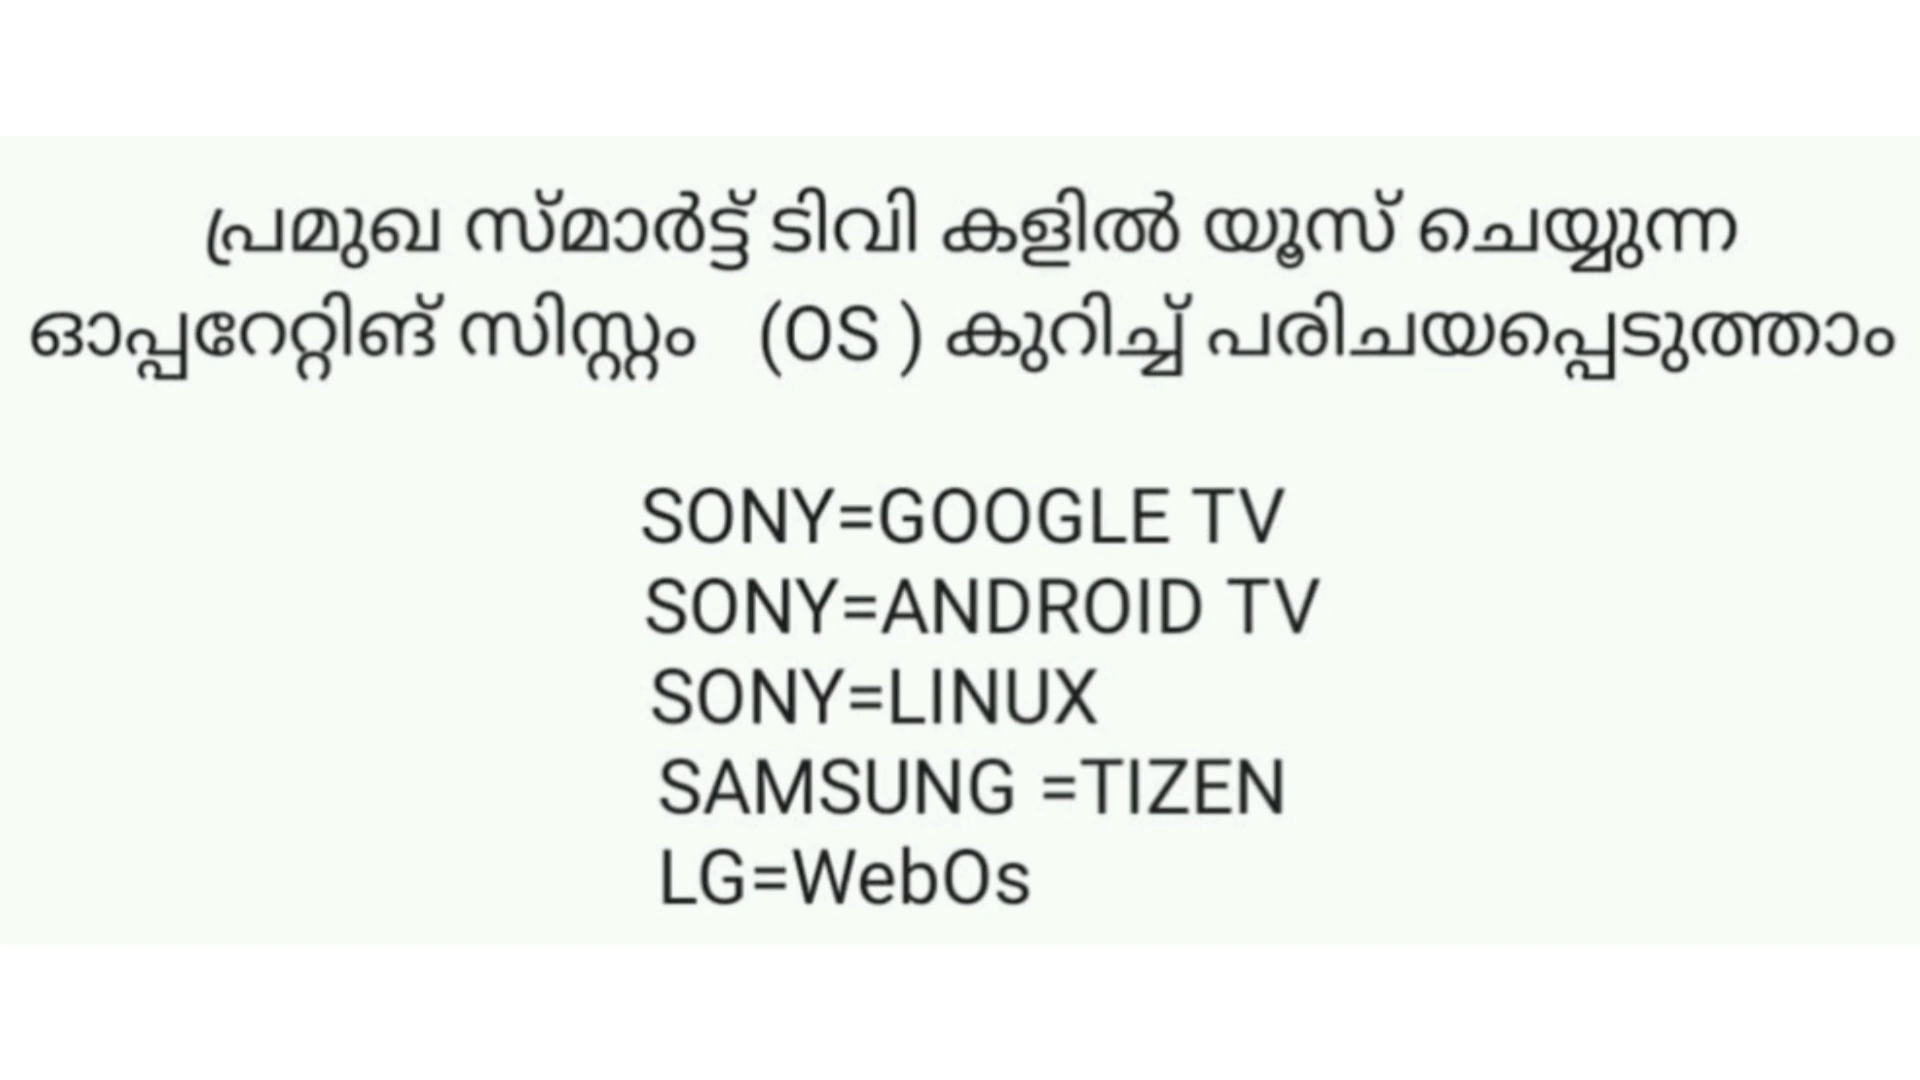 പ്രമുഖ സ്മാർട്ട് ടിവി കളിൽ യൂസ് ചെയ്യുന്ന
ഓപ്പറേറ്റിങ് സിസ്റ്റം (OS ) കുറിച്ച് പരിചയപ്പെടുത്താം
SONY=GOOGLE TV
SONY=ANDROID TV
SONY=LINUX
SAMSUNG =TIZEN
LG=WebOs